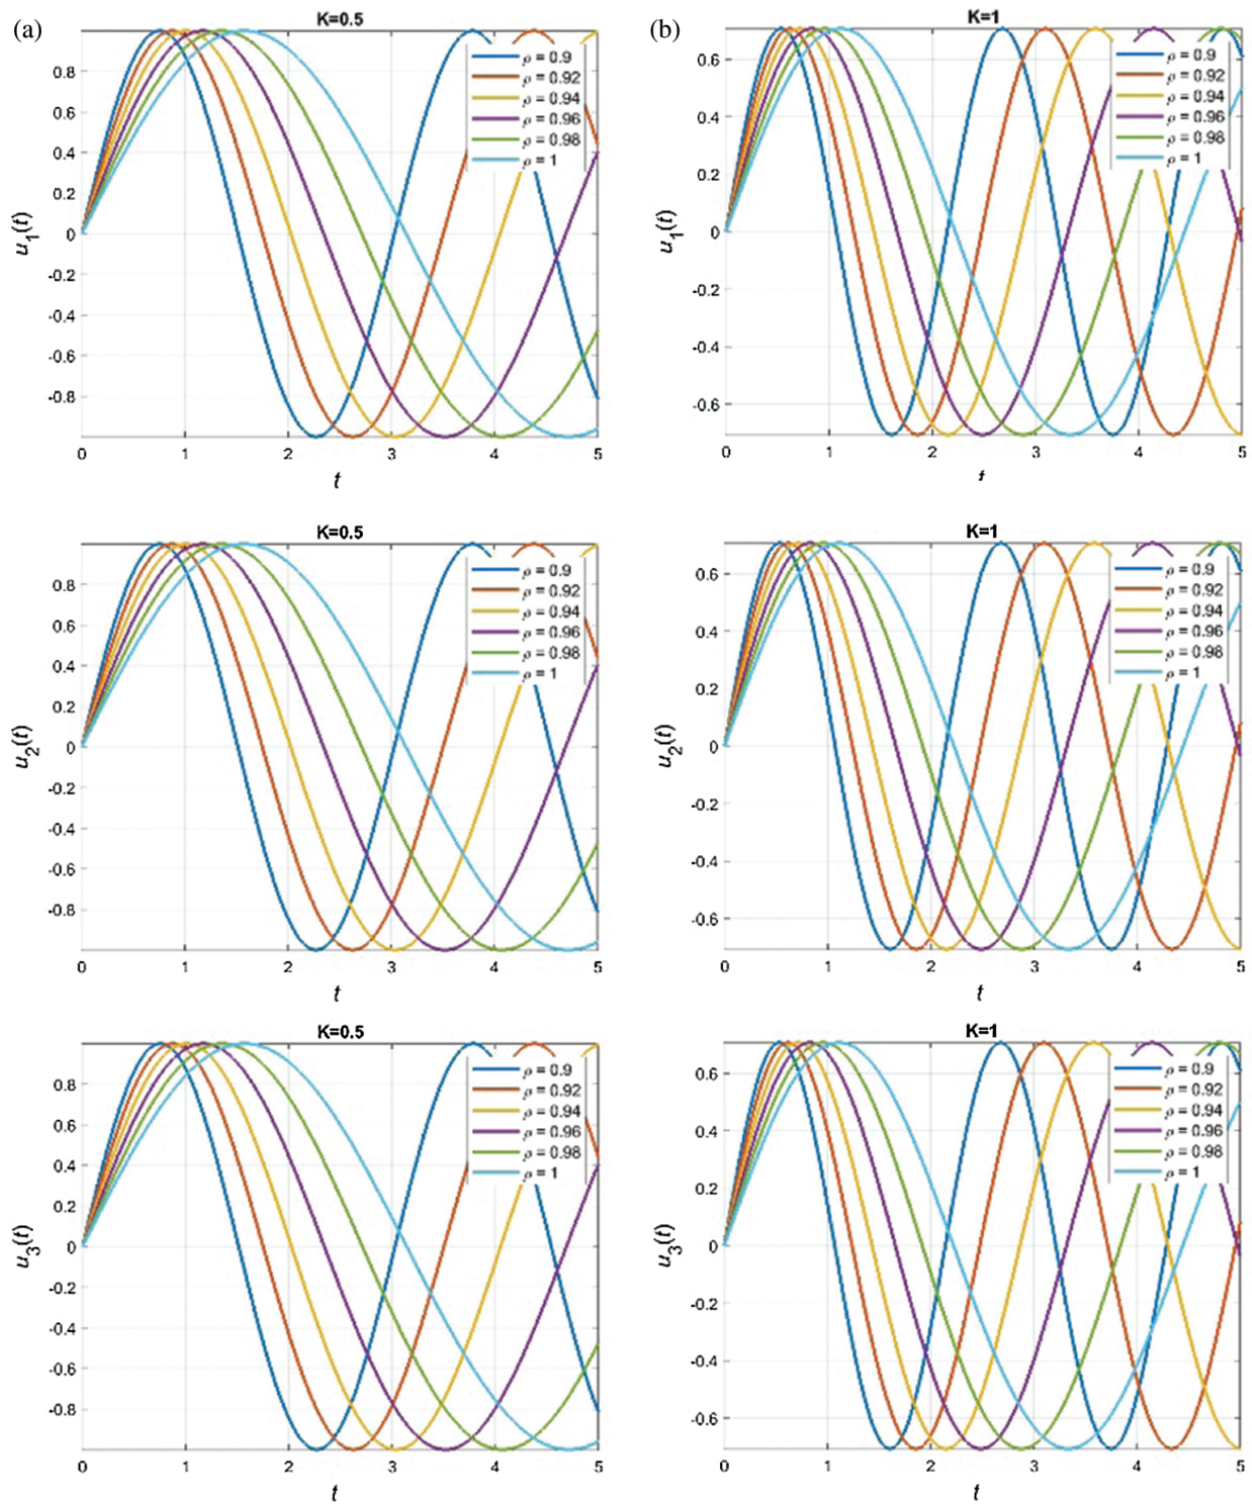 (a)
K=0.5
0.8
0.6
0.4
0.2
0
-0.2
-0.4
-0.6
-0.8
u1(t)
ρ = 0.9
ρ = 0.92
ρ = 0.94
ρ = 0.96
ρ = 0.98
ρ = 1
0 1 2 3 4 5
t
(b)
K=1
0.6
0.4
0.2
0
-0.2
-0.4
-0.6
u1(t)
ρ = 0.9
ρ = 0.92
ρ = 0.94
ρ = 0.96
ρ = 0.98
ρ = 1
0 1 2 3 4 5
K=0.5
0.8
0.6
0.4
0.2
0
-0.2
-0.4
-0.6
-0.8
u2(t)
ρ = 0.9
ρ = 0.92
ρ = 0.94
ρ = 0.96
ρ = 0.98
ρ = 1
0 1 2 3 4 5
t
K=1
0.6
0.4
0.2
0
-0.2
-0.4
-0.6
u2(t)
ρ = 0.9
ρ = 0.92
ρ = 0.94
ρ = 0.96
ρ = 0.98
ρ = 1
0 1 2 3 4 5
t
K=0.5
0.8
0.6
0.4
0.2
0
-0.2
-0.4
-0.6
-0.8
u3(t)
ρ = 0.9
ρ = 0.92
ρ = 0.94
ρ = 0.96
ρ = 0.98
ρ = 1
0 1 2 3 4 5
t
K=1
0.6
0.4
0.2
0
-0.2
-0.4
-0.6
u3(t)
ρ = 0.9
ρ = 0.92
ρ = 0.94
ρ = 0.96
ρ = 0.98
ρ = 1
0 1 2 3 4 5
t